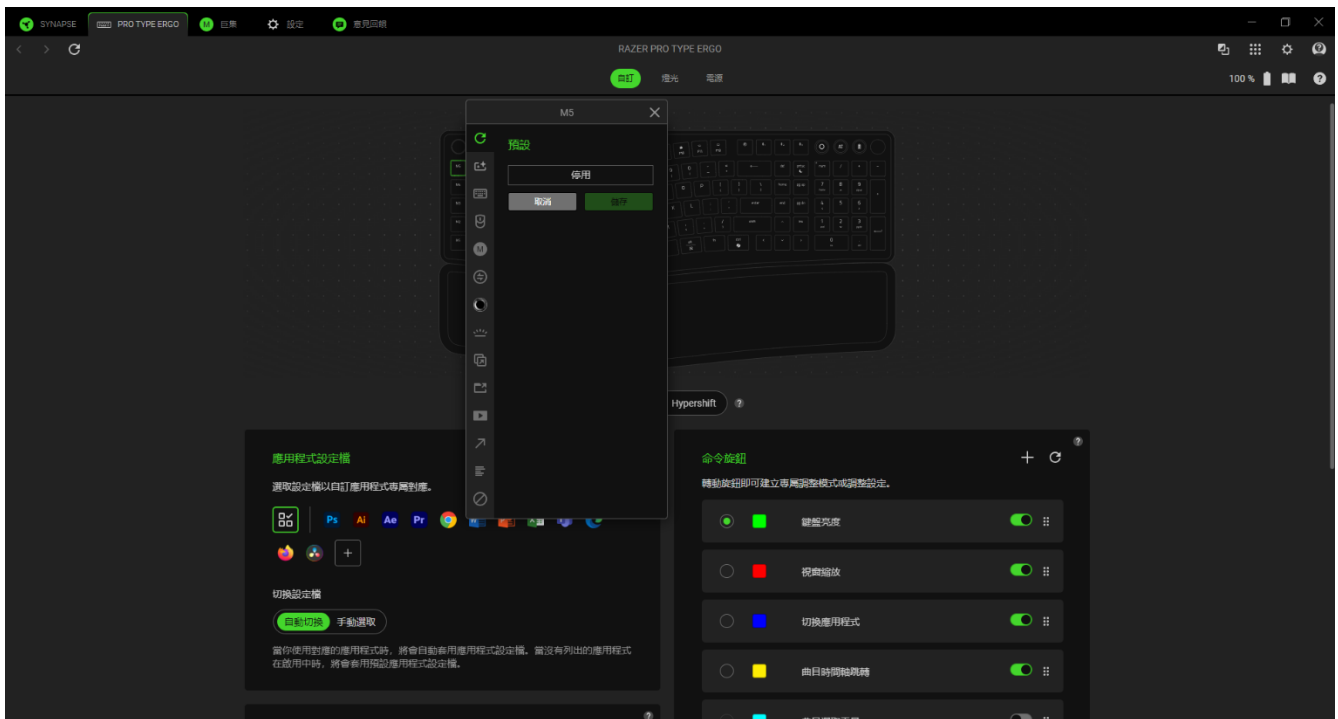 SYNAPSE PRO TYPE ERGO 巨集 設定 意見回饋
RAZER PRO TYPE ERGO
自訂 燈光 電源
100 %
M5
預設
停用
取消 儲存
Hypershift
應用程式設定檔
選取設定檔以自訂應用程式專屬對應。
Ps Ai Ae Pr
切換設定檔
自動切換 手動選取
當你使用對應的應用程式時，將會自動套用應用程式設定檔。當沒有列出的應用程式
在啟用中時，將會套用預設應用程式設定檔。
命令旋鈕
轉動旋鈕即可建立專屬調整模式或調整設定。
鍵盤亮度
視窗縮放
切換應用程式
曲目時間軸跳轉